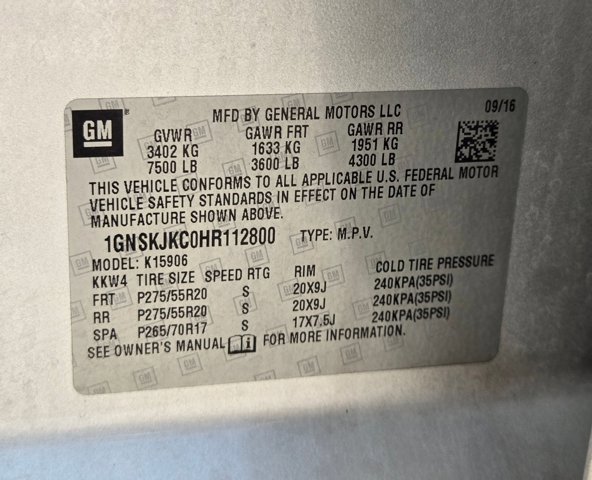 GM
MFD BY GENERAL MOTORS LLC 09/16
GVWR GAWR FRT GAWR RR
3402 KG 1633 KG 1951 KG
7500 LB 3600 LB 4300 LB
THIS VEHICLE CONFORMS TO ALL APPLICABLE U.S. FEDERAL MOTOR
VEHICLE SAFETY STANDARDS IN EFFECT ON THE DATE OF
MANUFACTURE SHOWN ABOVE.
1GNSKJKC0HR112800 TYPE: M.P.V.
MODEL: K15906
KKW4 TIRE SIZE SPEED RTG RIM COLD TIRE PRESSURE
FRT P275/55R20 S 20X9J 240KPA(35PSI)
RR P275/55R20 S 20X9J 240KPA(35PSI)
SPA P265/70R17 S 17X7.5J 240KPA(35PSI)
SEE OWNER'S MANUAL FOR MORE INFORMATION.